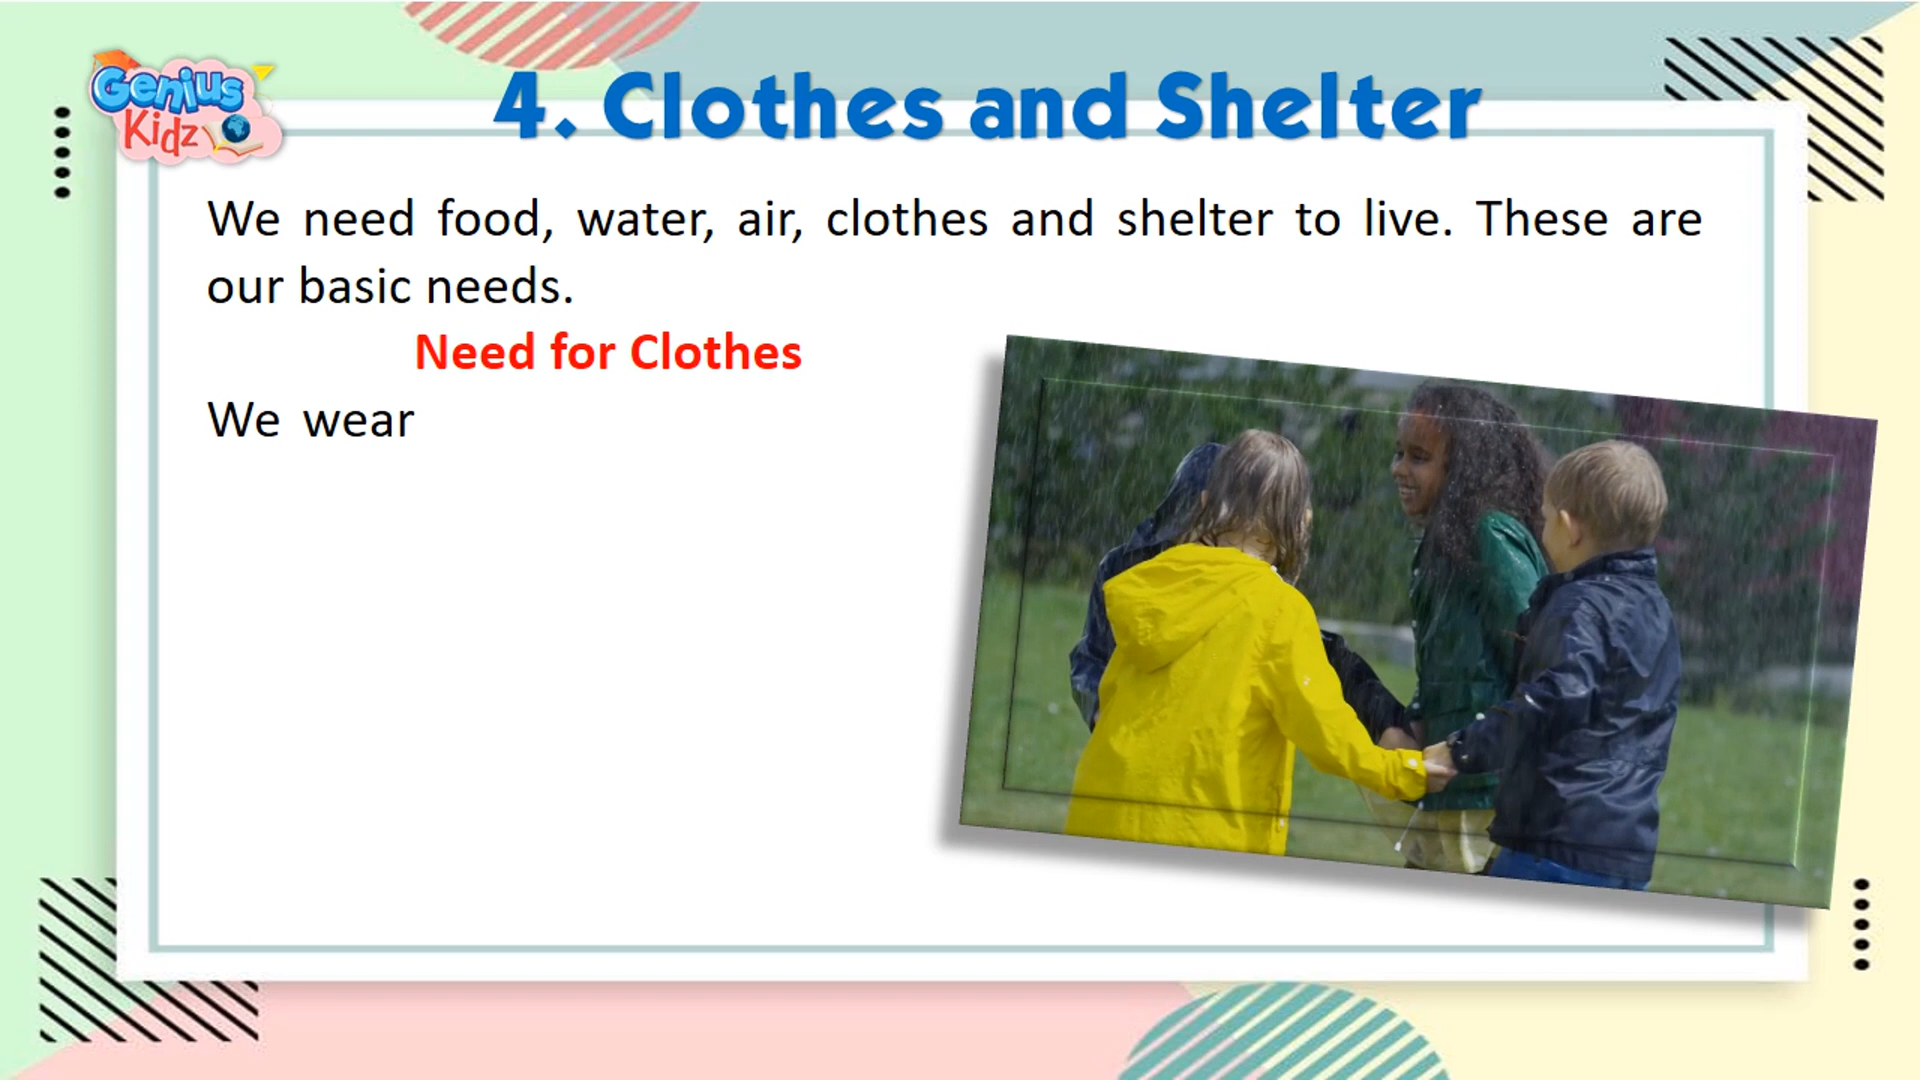 Genius
Kidz
4. Clothes and Shelter
We need food, water, air, clothes and shelter to live. These are
our basic needs.
Need for Clothes
We wear